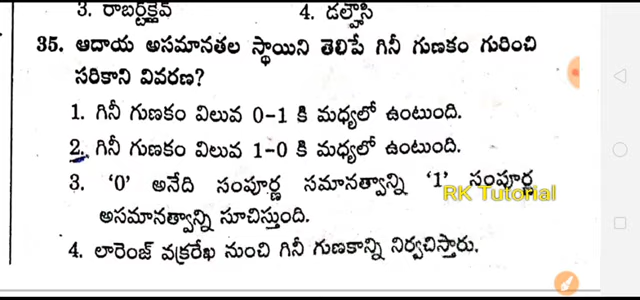 3. రాబర్ట్‌క్లైవ్ 4. డల్హౌసి
35. ఆదాయ అసమానతల స్థాయిని తెలిపే గినీ గుణకం గురించి
సరికాని వివరణ?
1. గినీ గుణకం విలువ 0-1 కి మధ్యలో ఉంటుంది.
2. గినీ గుణకం విలువ 1-0 కి మధ్యలో ఉంటుంది.
3. '0' అనేది సంపూర్ణ సమానత్వాన్ని '1' సంపూర్ణ
RK Tutorial
అసమానత్వాన్ని సూచిస్తుంది.
4. లారెంజ్ వక్రరేఖ నుంచి గినీ గుణకాన్ని నిర్వచిస్తారు.